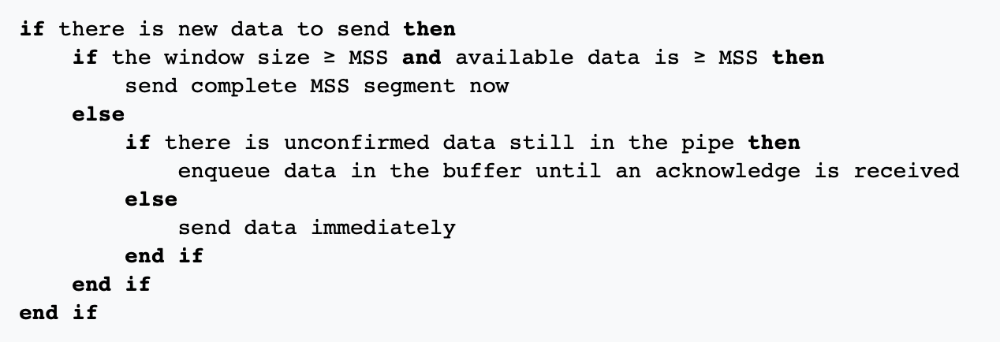 if there is new data to send then
    if the window size ≥ MSS and available data is ≥ MSS then
        send complete MSS segment now
    else
        if there is unconfirmed data still in the pipe then
            enqueue data in the buffer until an acknowledge is received
        else
            send data immediately
        end if
    end if
end if